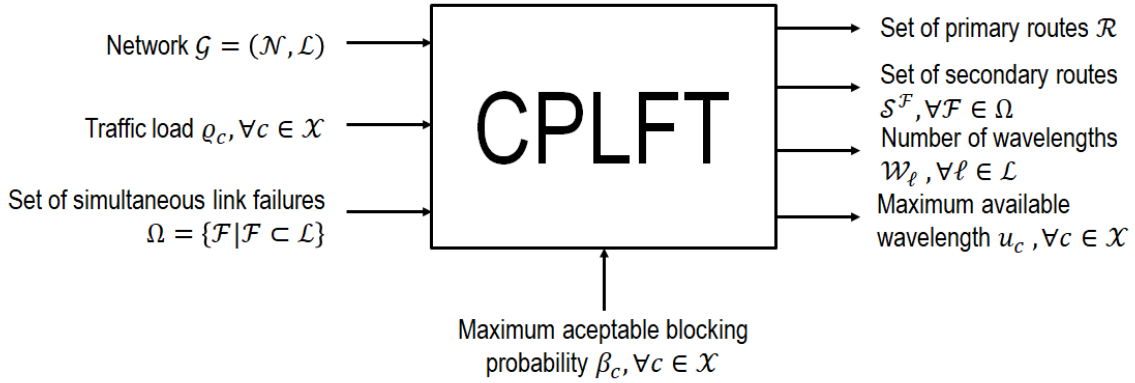 Network 𝒢 = (𝒩, ℒ)
Traffic load ϱ_c, ∀c ∈ 𝒳
Set of simultaneous link failures
Ω = {ℱ|ℱ ⊂ ℒ}
CPLFT
Maximum aceptable blocking
probability β_c, ∀c ∈ 𝒳
Set of primary routes ℛ
Set of secondary routes
𝒮^ℱ, ∀ℱ ∈ Ω
Number of wavelengths
𝒲_ℓ , ∀ℓ ∈ ℒ
Maximum available
wavelength u_c , ∀c ∈ 𝒳